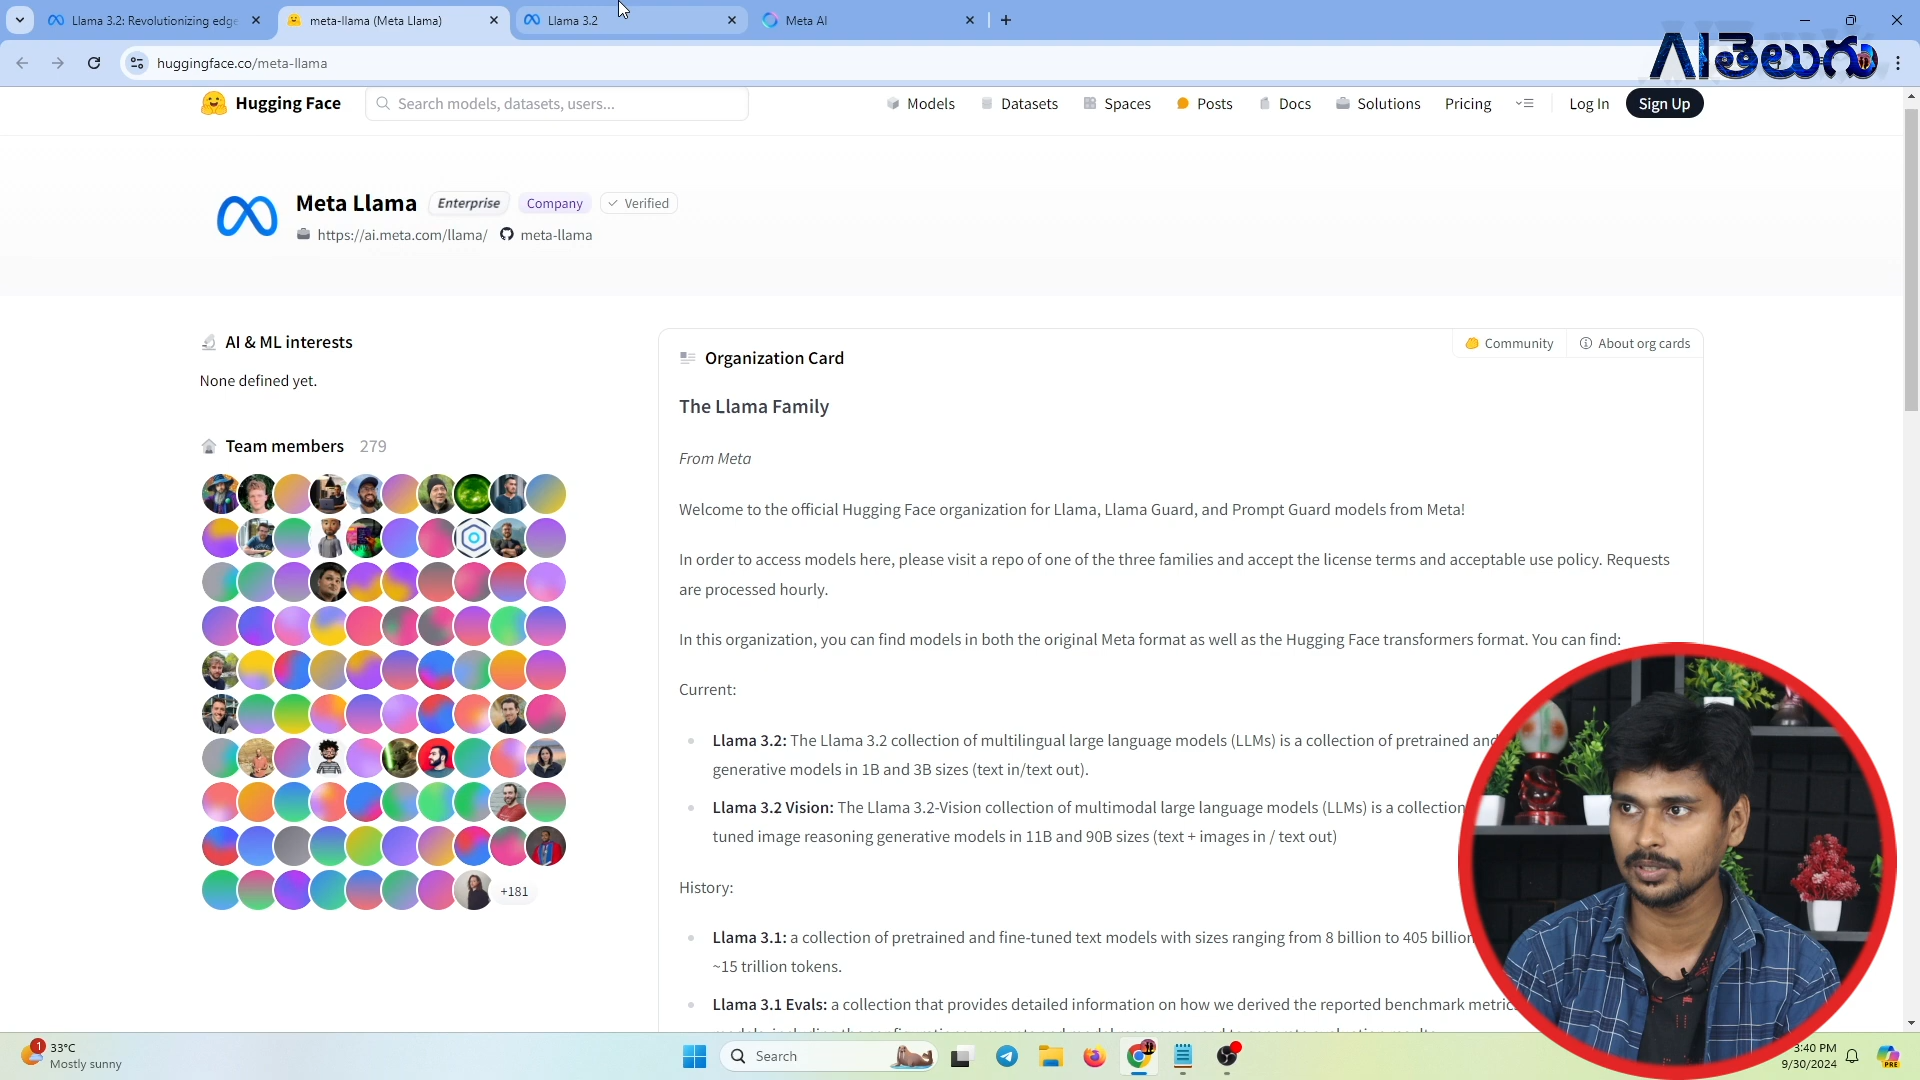 Llama 3.2: Revolutionizing edge
meta-llama (Meta Llama)
Llama 3.2
Meta AI
huggingface.co/meta-llama
AIతెలుగు
Hugging Face
Search models, datasets, users...
Models
Datasets
Spaces
Posts
Docs
Solutions
Pricing
Log In
Sign Up
Meta Llama
Enterprise
Company
Verified
https://ai.meta.com/llama/
meta-llama
AI & ML interests
None defined yet.
Team members 279
+181
Community
About org cards
Organization Card
The Llama Family
From Meta
Welcome to the official Hugging Face organization for Llama, Llama Guard, and Prompt Guard models from Meta!
In order to access models here, please visit a repo of one of the three families and accept the license terms and acceptable use policy. Requests
are processed hourly.
In this organization, you can find models in both the original Meta format as well as the Hugging Face transformers format. You can find:
Current:
Llama 3.2: The Llama 3.2 collection of multilingual large language models (LLMs) is a collection of pretrained and
generative models in 1B and 3B sizes (text in/text out).
Llama 3.2 Vision: The Llama 3.2-Vision collection of multimodal large language models (LLMs) is a collection
tuned image reasoning generative models in 11B and 90B sizes (text + images in / text out)
History:
Llama 3.1: a collection of pretrained and fine-tuned text models with sizes ranging from 8 billion to 405 billion
~15 trillion tokens.
Llama 3.1 Evals: a collection that provides detailed information on how we derived the reported benchmark metrics
1
33°C
Mostly sunny
Search
3:40 PM
9/30/2024
PRE